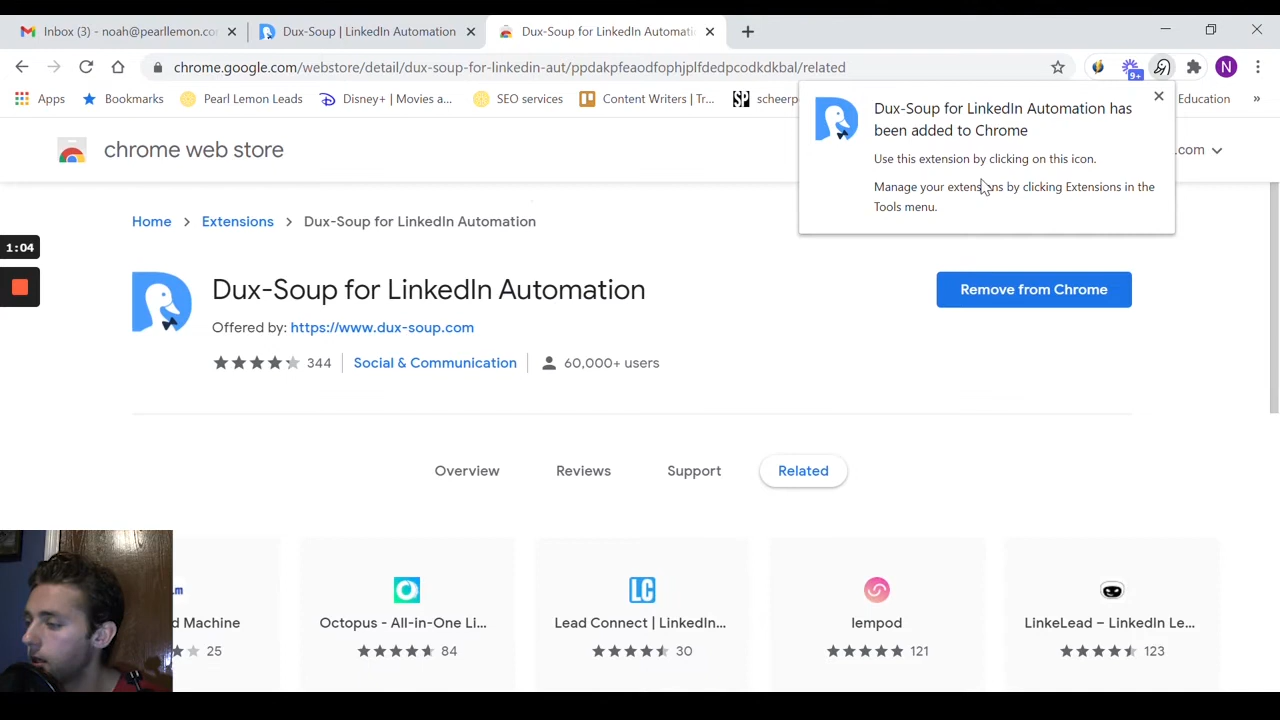 Inbox (3) - noah@pearllemon.co
Dux-Soup | LinkedIn Automation
Dux-Soup for LinkedIn Automati
chrome.google.com/webstore/detail/dux-soup-for-linkedin-aut/ppdakpfeaodfophjplfdedpcodkdkbal/related
9+
N
Apps
Bookmarks
Pearl Lemon Leads
Disney+ | Movies a...
SEO services
Content Writers | Tr...
scheerp
Education
»
Dux-Soup for LinkedIn Automation has
been added to Chrome
Use this extension by clicking on this icon.
Manage your extensions by clicking Extensions in the
Tools menu.
chrome web store
.com
Home > Extensions > Dux-Soup for LinkedIn Automation
1:04
Dux-Soup for LinkedIn Automation
Remove from Chrome
Offered by: https://www.dux-soup.com
344
Social & Communication
60,000+ users
Overview
Reviews
Support
Related
d Machine
25
Octopus - All-in-One Li...
84
LC
Lead Connect | LinkedIn...
30
lempod
121
LinkeLead – LinkedIn Le...
123